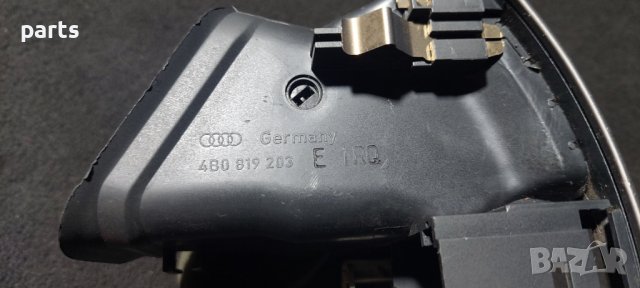 parts
Germany
4B0 819 203 E 1RQ
BAZAR